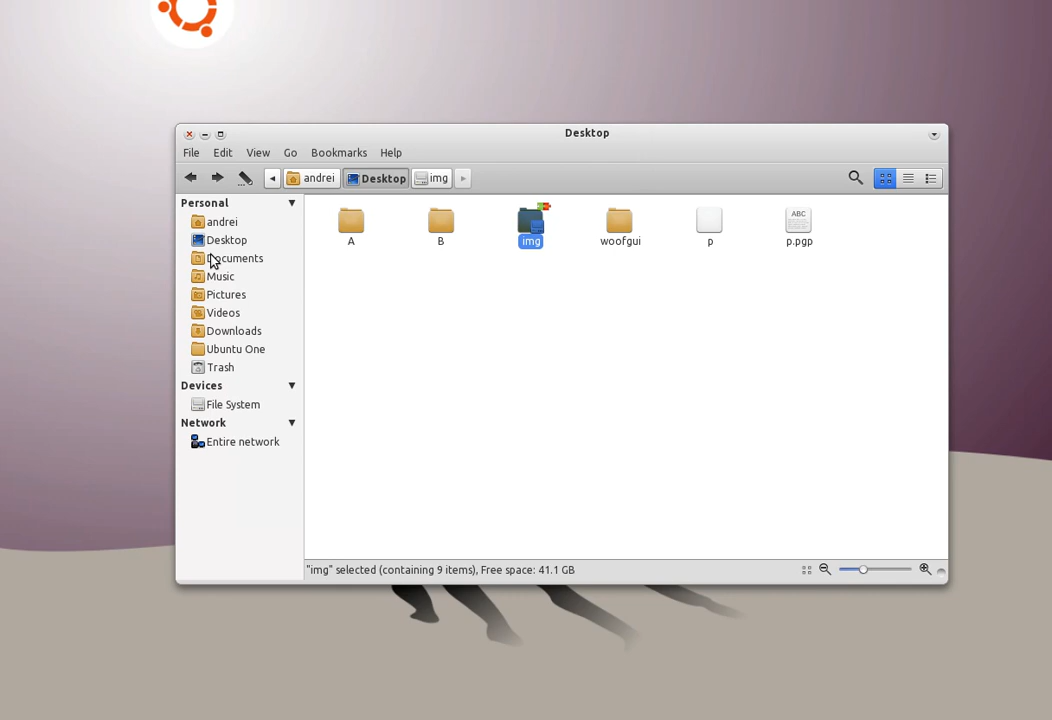 Desktop
File Edit View Go Bookmarks Help
andrei Desktop img
Personal
andrei
Desktop
Documents
Music
Pictures
Videos
Downloads
Ubuntu One
Trash
Devices
File System
Network
Entire network
ABC
A B img woofgui p p.pgp
"img" selected (containing 9 items), Free space: 41.1 GB